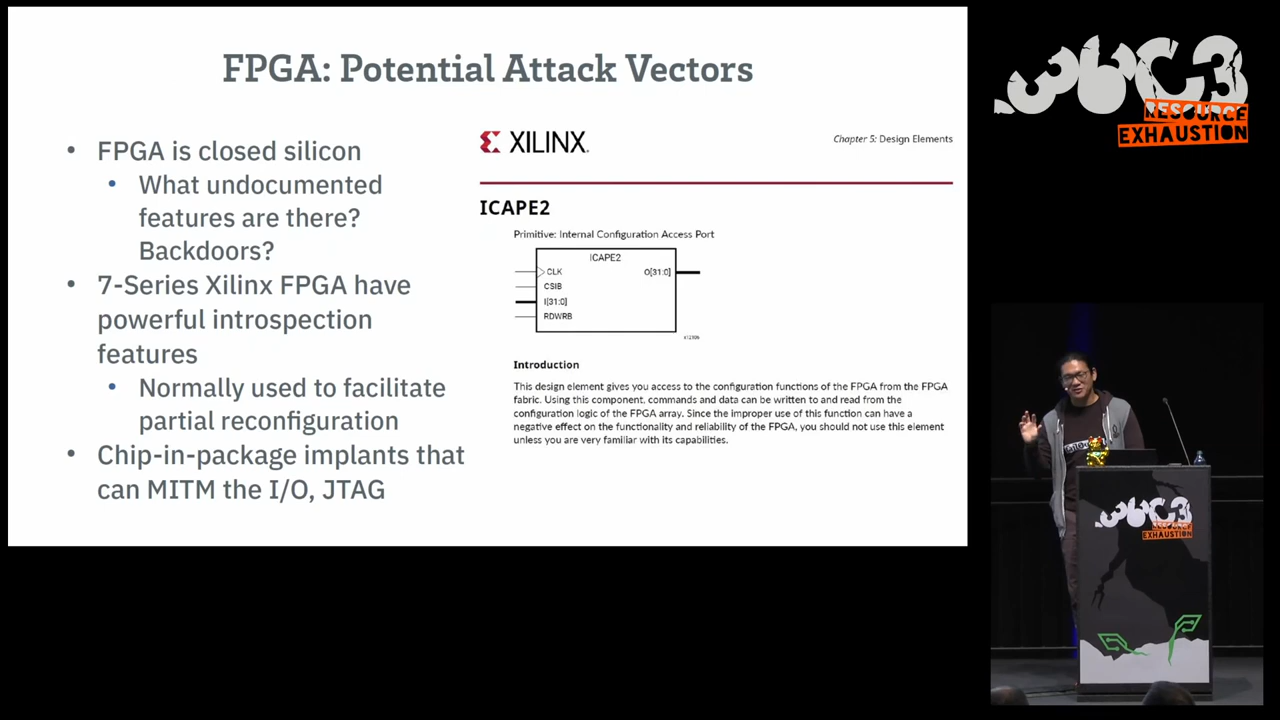 FPGA: Potential Attack Vectors
• FPGA is closed silicon
• What undocumented
features are there?
Backdoors?
• 7-Series Xilinx FPGA have
powerful introspection
features
• Normally used to facilitate
partial reconfiguration
• Chip-in-package implants that
can MITM the I/O, JTAG
XILINX.
Chapter 5: Design Elements
ICAPE2
Primitive: Internal Configuration Access Port
ICAPE2
CLK
O[31:0]
CSIB
I[31:0]
RDWRB
Introduction
This design element gives you access to the configuration functions of the FPGA from the FPGA
fabric. Using this component, commands and data can be written to and read from the
configuration logic of the FPGA array. Since the improper use of this function can have a
negative effect on the functionality and reliability of the FPGA, you should not use this element
unless you are very familiar with its capabilities.
36C3
RESOURCE
EXHAUSTION
36C3
RESOURCE
EXHAUSTION